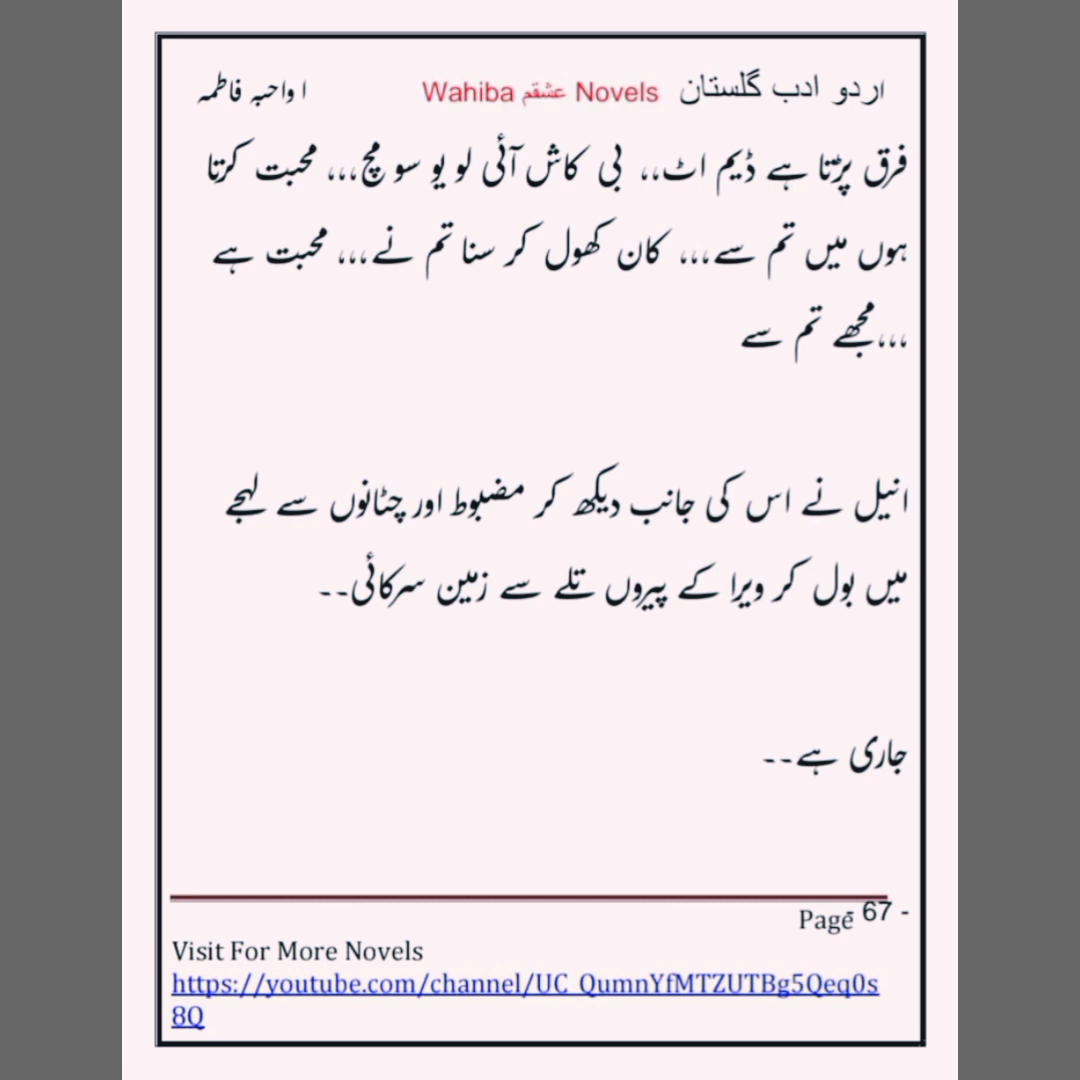 اردو ادب گلستان Wahiba عشقم Novels ا واحبہ فاطمہ
فرق پڑتا ہے ڈیم اٹ،، بی کاش آئی لو یو سو مچ،،، محبت کرتا
ہوں میں تم سے،،، کان کھول کر سنا تم نے،،، محبت ہے
،،،مجھے تم سے
انیل نے اس کی جانب دیکھ کر مضبوط اور چٹانوں سے لہجے
میں بول کر ویرا کے پیروں تلے سے زمین سرکائی۔۔
جاری ہے۔۔
Page - 67 -
Visit For More Novels
https://youtube.com/channel/UC_QumnYfMTZUTBg5Qeq0s
8Q